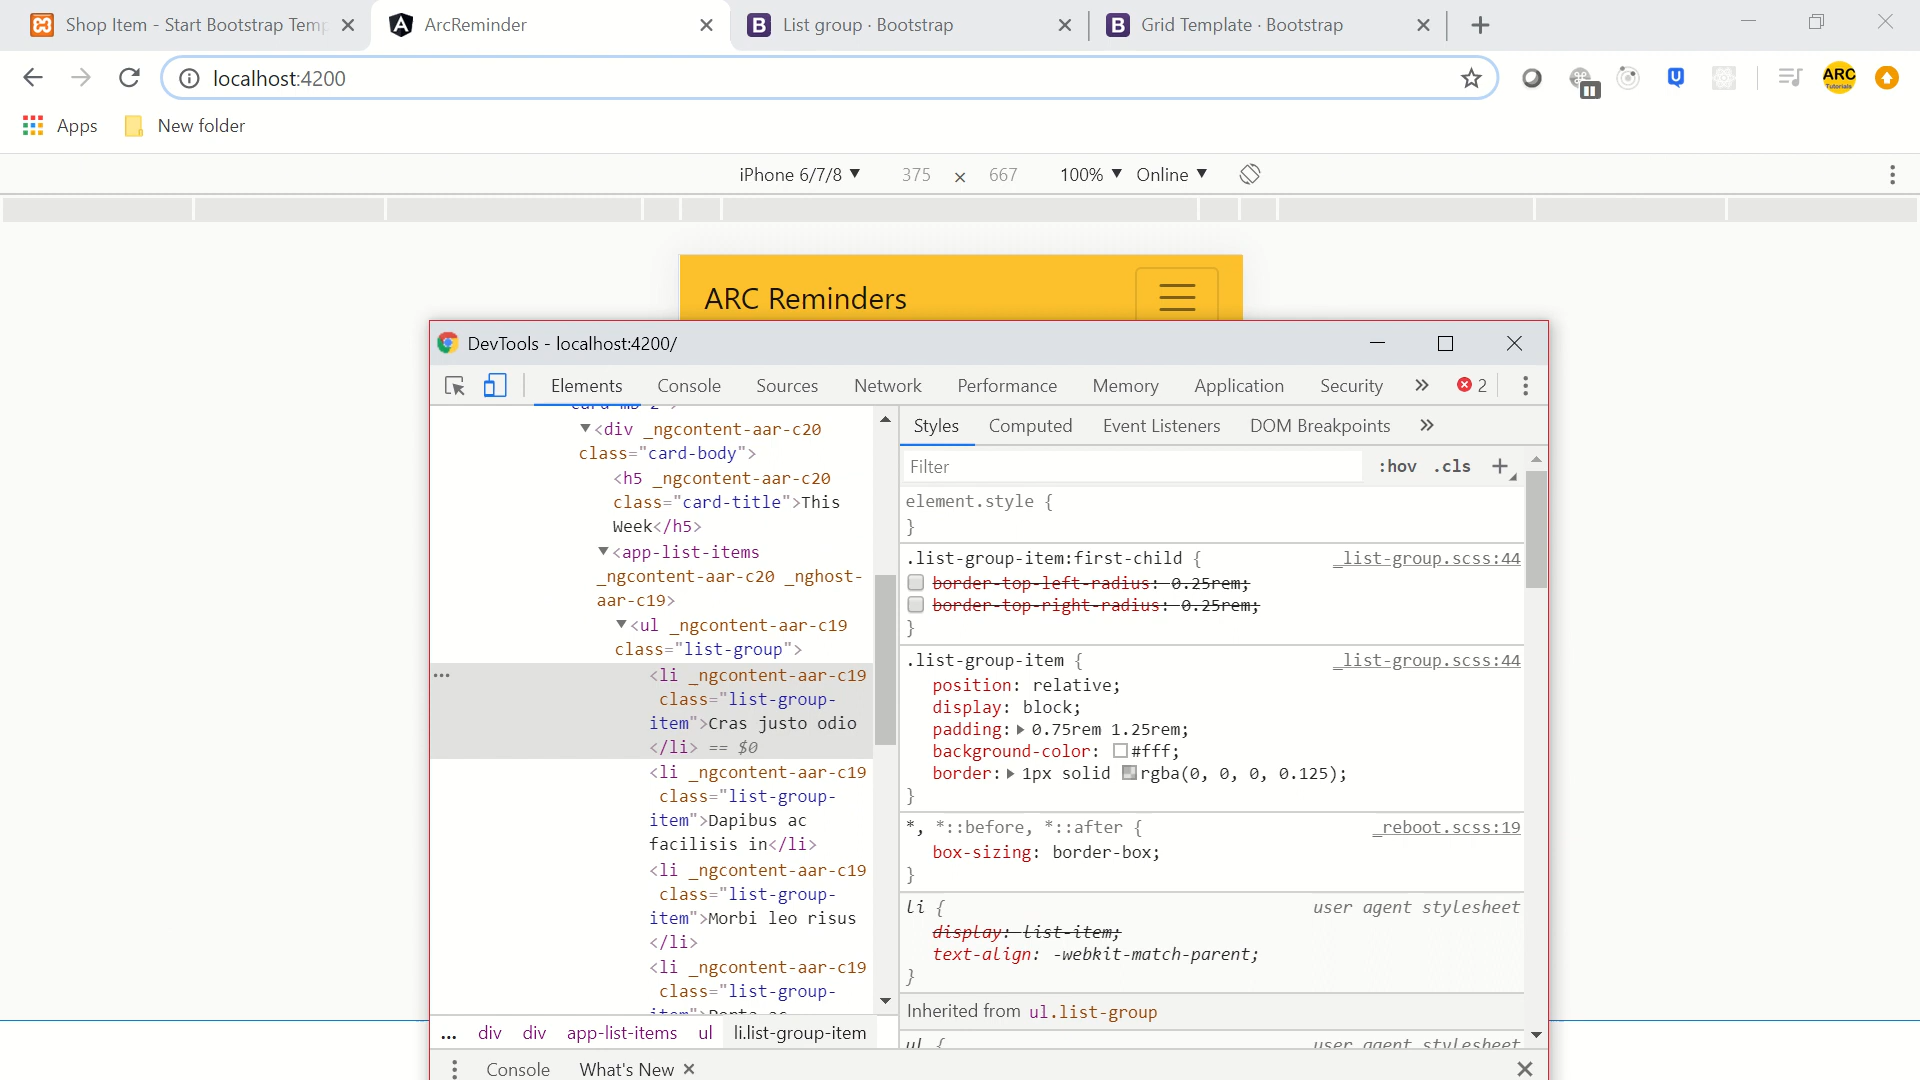 Shop Item - Start Bootstrap Temp
ArcReminder
List group · Bootstrap
Grid Template · Bootstrap
localhost:4200
ARC
Tutorials
Apps
New folder
iPhone 6/7/8 ▼ 375 × 667 100% ▼ Online ▼
ARC Reminders
DevTools - localhost:4200/
Elements Console Sources Network Performance Memory Application Security » 2
▼<div _ngcontent-aar-c20
class="card-body">
<h5 _ngcontent-aar-c20
class="card-title">This
Week</h5>
▼<app-list-items
_ngcontent-aar-c20 _nghost-
aar-c19>
▼<ul _ngcontent-aar-c19
class="list-group">
… <li _ngcontent-aar-c19
class="list-group-
item">Cras justo odio
</li> == $0
<li _ngcontent-aar-c19
class="list-group-
item">Dapibus ac
facilisis in</li>
<li _ngcontent-aar-c19
class="list-group-
item">Morbi leo risus
</li>
<li _ngcontent-aar-c19
class="list-group-
... div div app-list-items ul li.list-group-item
Styles Computed Event Listeners DOM Breakpoints »
Filter :hov .cls +
element.style {
}
.list-group-item:first-child { _list-group.scss:44
border-top-left-radius: 0.25rem;
border-top-right-radius: 0.25rem;
}
.list-group-item { _list-group.scss:44
position: relative;
display: block;
padding:▶ 0.75rem 1.25rem;
background-color: #fff;
border:▶ 1px solid rgba(0, 0, 0, 0.125);
}
*, *::before, *::after { _reboot.scss:19
box-sizing: border-box;
}
li { user agent stylesheet
display: list-item;
text-align: -webkit-match-parent;
}
Inherited from ul.list-group
ul { user agent stylesheet
Console What's New ×